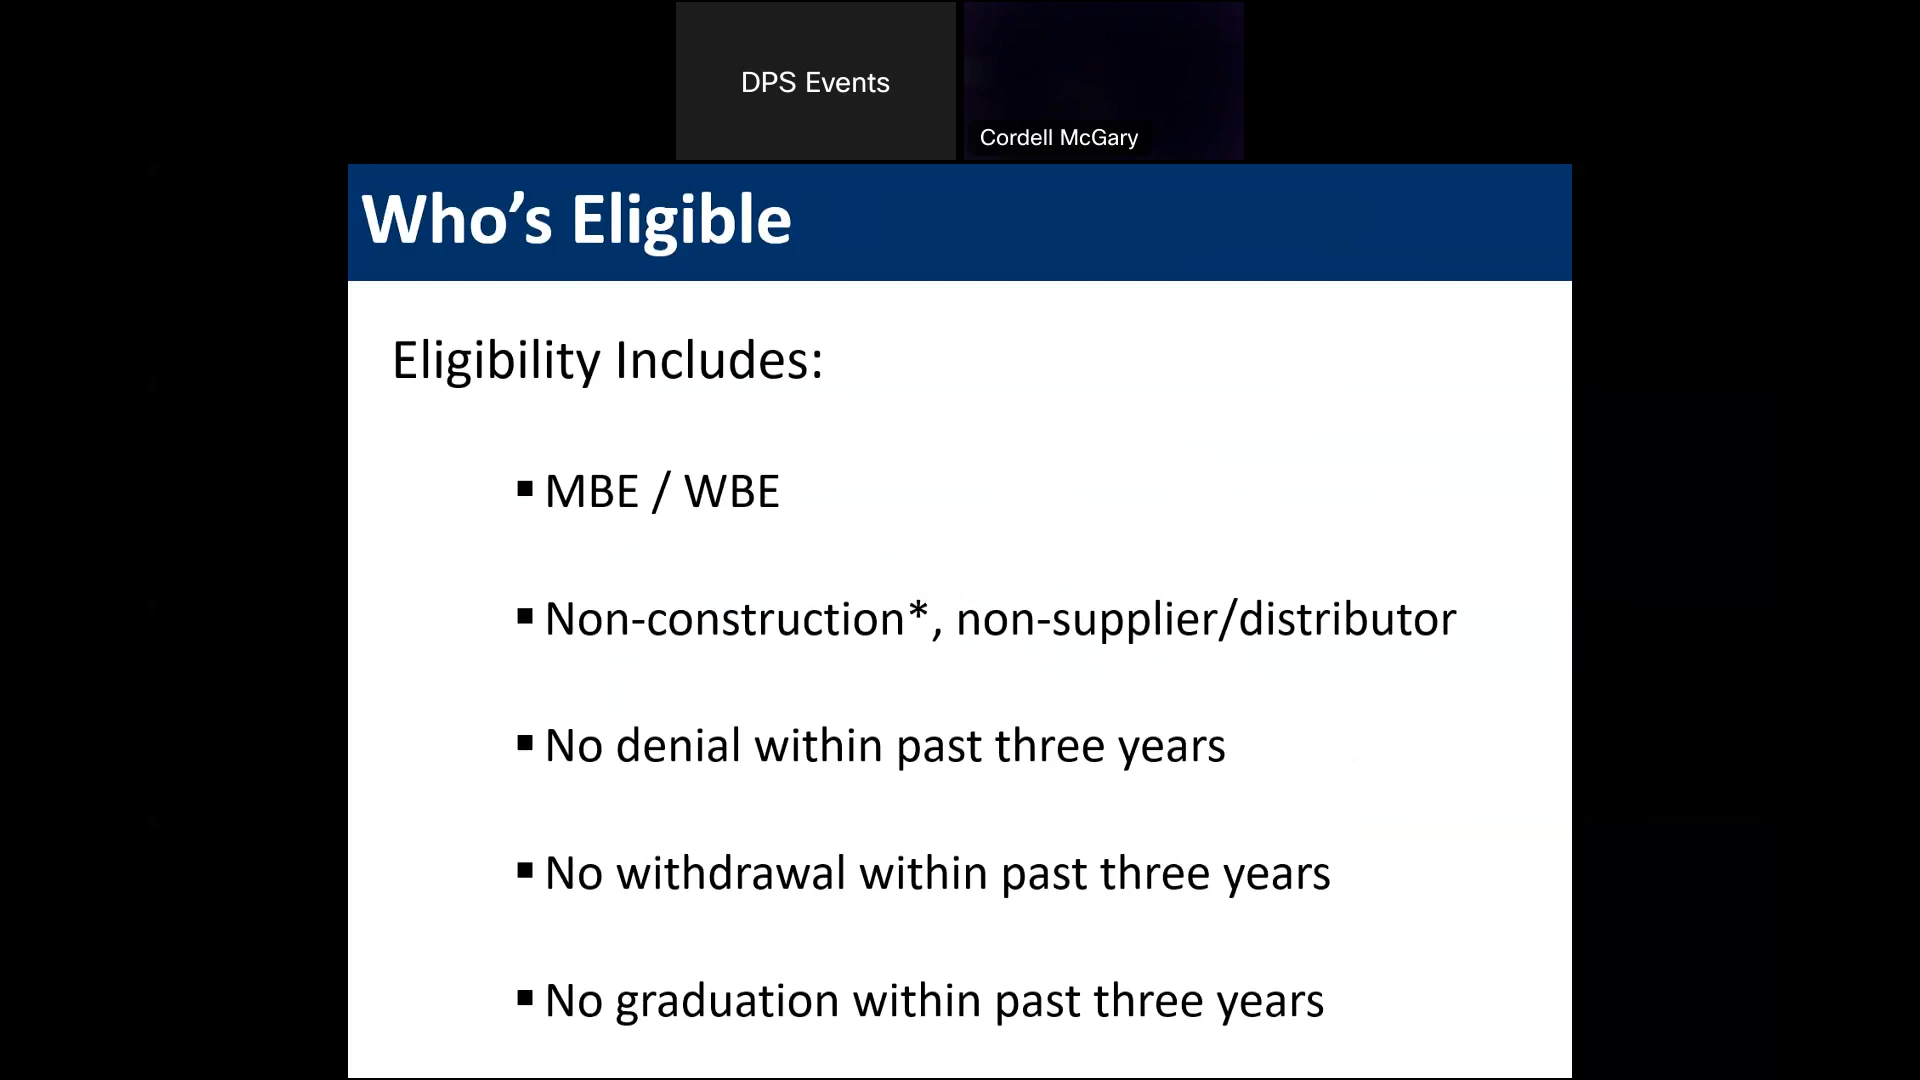 DPS Events
Cordell McGary
Who’s Eligible
Eligibility Includes:
▪ MBE / WBE
▪ Non-construction*, non-supplier/distributor
▪ No denial within past three years
▪ No withdrawal within past three years
▪ No graduation within past three years